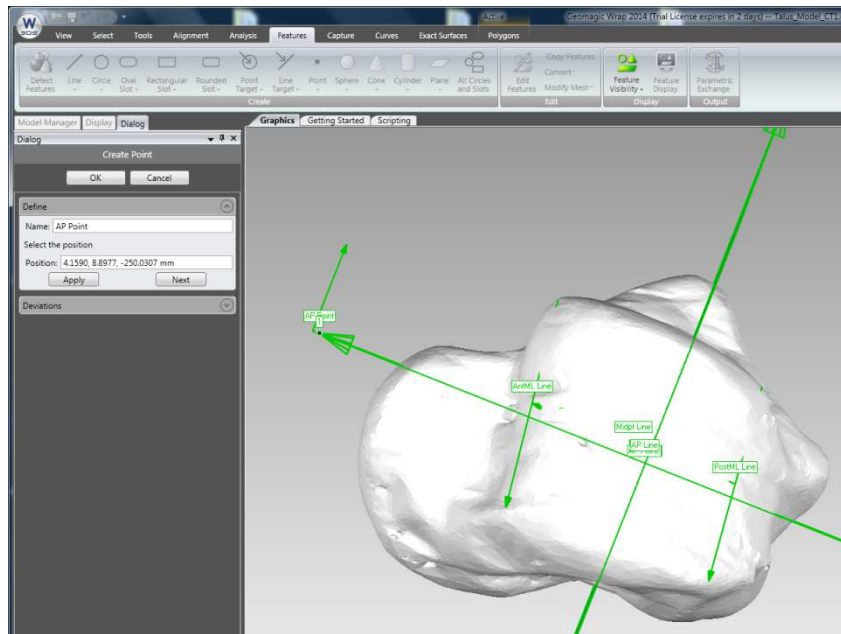 Active
Geomagic Wrap 2014 (Trial License expires in 2 days) -- Talus_Model_CT1
W
3DS
View Select Tools Alignment Analysis Features Capture Curves Exact Surfaces Polygons
Detect Features
Line
Circle
Oval Slot
Rectangular Slot
Rounded Slot
Point Target
Line Target
Point
Sphere
Cone
Cylinder
Plane
All Circles and Slots
Create
Edit Features
Copy Features
Convert
Modify Mesh
Edit
Feature Visibility
Feature Display
Display
Parametric Exchange
Output
Model Manager Display Dialog
Graphics Getting Started Scripting
Dialog
Create Point
OK Cancel
Define
Name: AP Point
Select the position
Position: 4.1590, 8.8977, -250.0307 mm
Apply Next
Deviations
AP Point
1
AntML Line
Midpt Line
AP Line
PostML Line